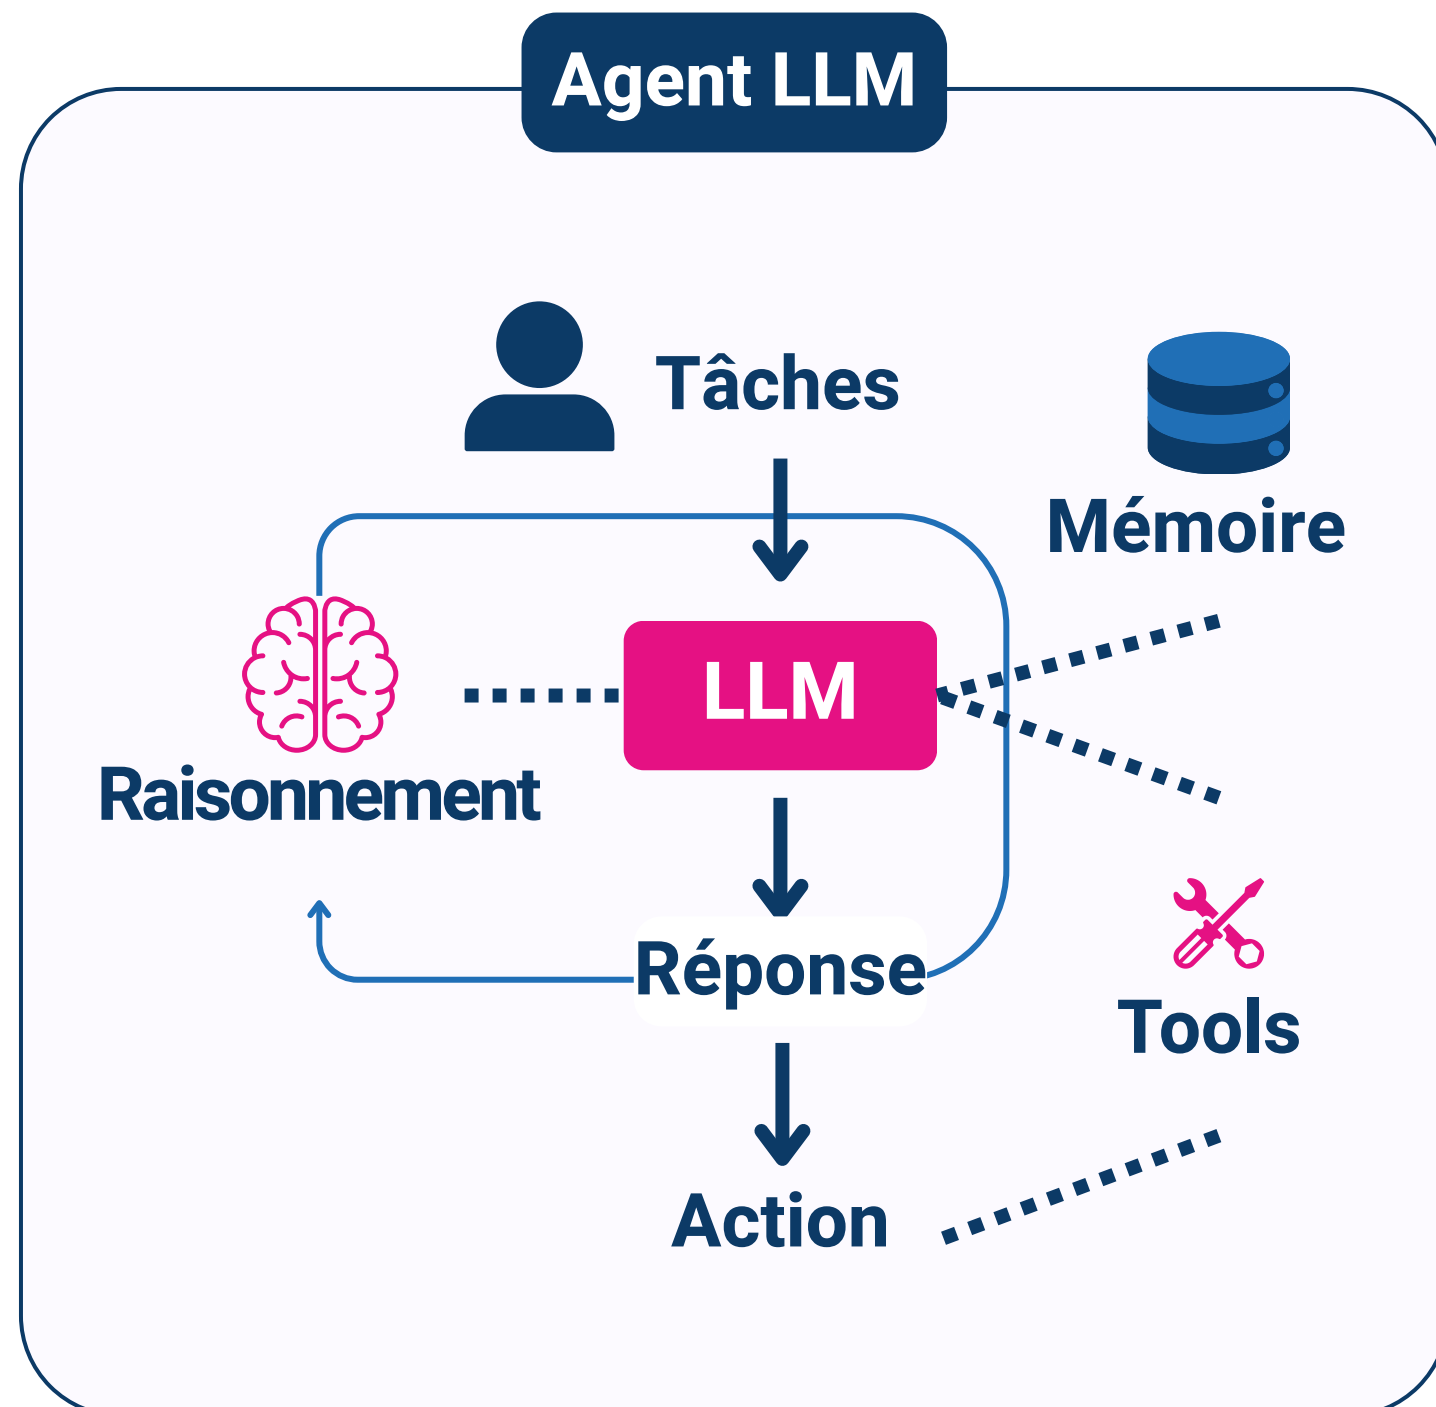 Agent LLM
Tâches
Mémoire
LLM
Raisonnement
Réponse
Tools
Action